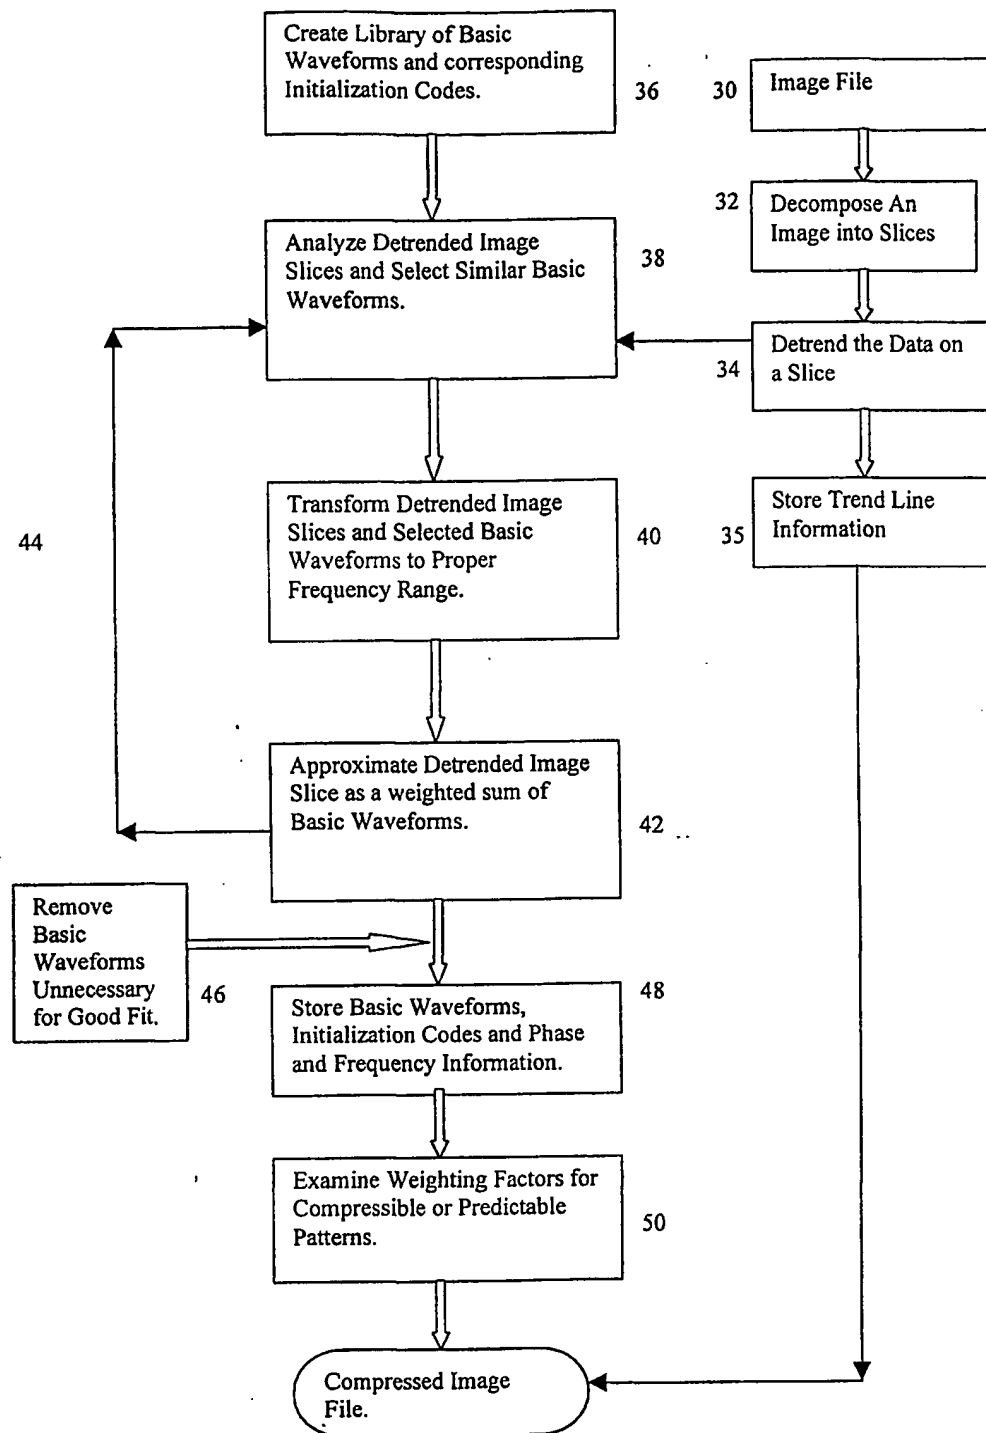 Create Library of Basic
Waveforms and corresponding
Initialization Codes.
36
30
Image File
32
Decompose An
Image into Slices
Analyze Detrended Image
Slices and Select Similar Basic
Waveforms.
38
34
Detrend the Data on
a Slice
44
Transform Detrended Image
Slices and Selected Basic
Waveforms to Proper
Frequency Range.
40
35
Store Trend Line
Information
Approximate Detrended Image
Slice as a weighted sum of
Basic Waveforms.
42
Remove
Basic
Waveforms
Unnecessary
for Good Fit.
46
Store Basic Waveforms,
Initialization Codes and Phase
and Frequency Information.
48
Examine Weighting Factors for
Compressible or Predictable
Patterns.
50
Compressed Image
File.